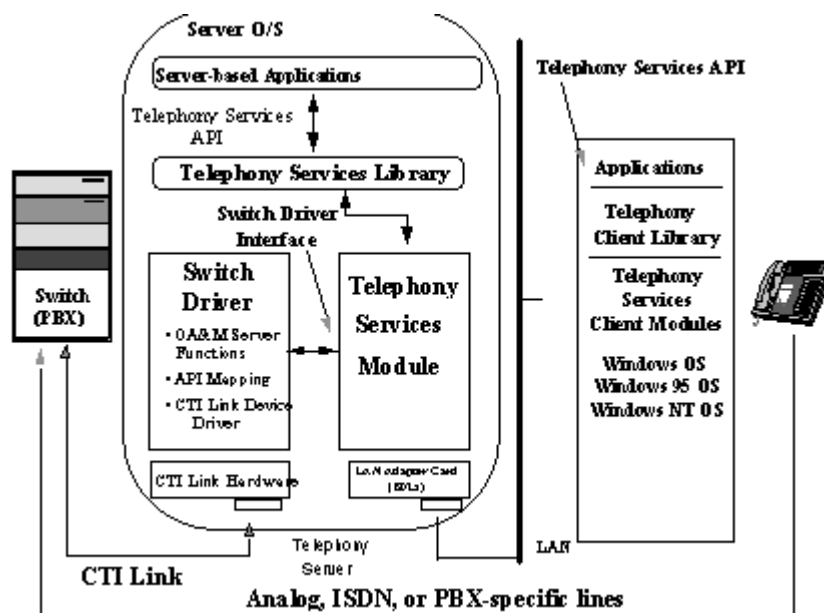 Server O/S
Server-based Applications
Telephony Services
API
Telephony Services Library
Switch Driver
Interface
Switch
Driver
• OA&M Server
Functions
• API Mapping
• CTI Link Device
Driver
Telephony
Services
Module
CTI Link Hardware
LAN Adapter Card
Telephony
Server
Switch
(PBX)
CTI Link
Analog, ISDN, or PBX-specific lines
LAN
Telephony Services API
Applications
Telephony
Client Library
Telephony
Services
Client Modules
Windows OS
Windows 95 OS
Windows NT OS